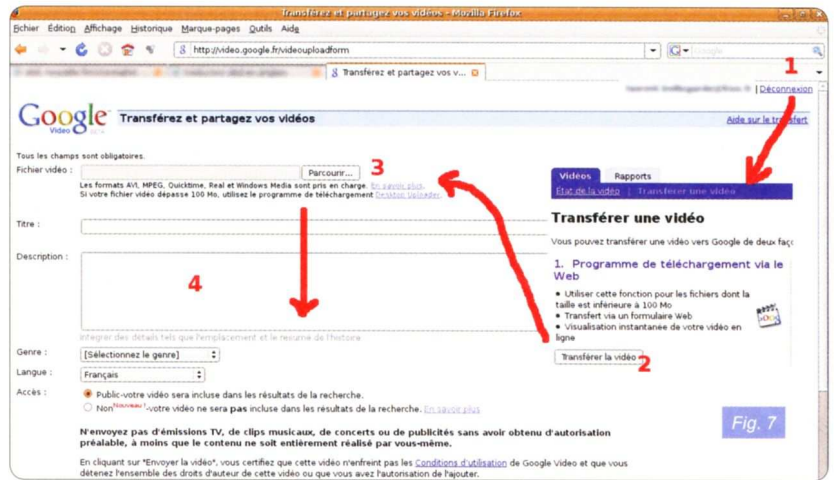 Transférez et partagez vos vidéos - Mozilla Firefox
Fichier Édition Affichage Historique Marque-pages Outils Aide
http://video.google.fr/videouploadform
Google
Transférez et partagez vos v...
1
Déconnexion
Google Video BETA
Transférez et partagez vos vidéos
Aide sur le transfert
Tous les champs sont obligatoires.
Fichier vidéo :
Parcourir...
3
Les formats AVI, MPEG, Quicktime, Real et Windows Media sont pris en charge. En savoir plus.
Si votre fichier vidéo dépasse 100 Mo, utilisez le programme de téléchargement Desktop Uploader.
Titre :
Description :
4
Intégrer des détails tels que l'emplacement et le résumé de l'histoire
Genre :
[Sélectionnez le genre]
Langue :
Français
Accès :
Public-votre vidéo sera incluse dans les résultats de la recherche.
Non Nouveau !-votre vidéo ne sera pas incluse dans les résultats de la recherche. En savoir plus
N'envoyez pas d'émissions TV, de clips musicaux, de concerts ou de publicités sans avoir obtenu d'autorisation
préalable, à moins que le contenu ne soit entièrement réalisé par vous-même.
En cliquant sur "Envoyer la vidéo", vous certifiez que cette vidéo n'enfreint pas les Conditions d'utilisation de Google Video et que vous
détenez l'ensemble des droits d'auteur de cette vidéo ou que vous avez l'autorisation de l'ajouter.
Vidéos Rapports
État de la vidéo | Transférer une vidéo
Transférer une vidéo
Vous pouvez transférer une vidéo vers Google de deux faç
1. Programme de téléchargement via le
Web
• Utiliser cette fonction pour les fichiers dont la
taille est inférieure à 100 Mo
• Transfert via un formulaire Web
• Visualisation instantanée de votre vidéo en
ligne
Transférer la vidéo
2
Fig. 7